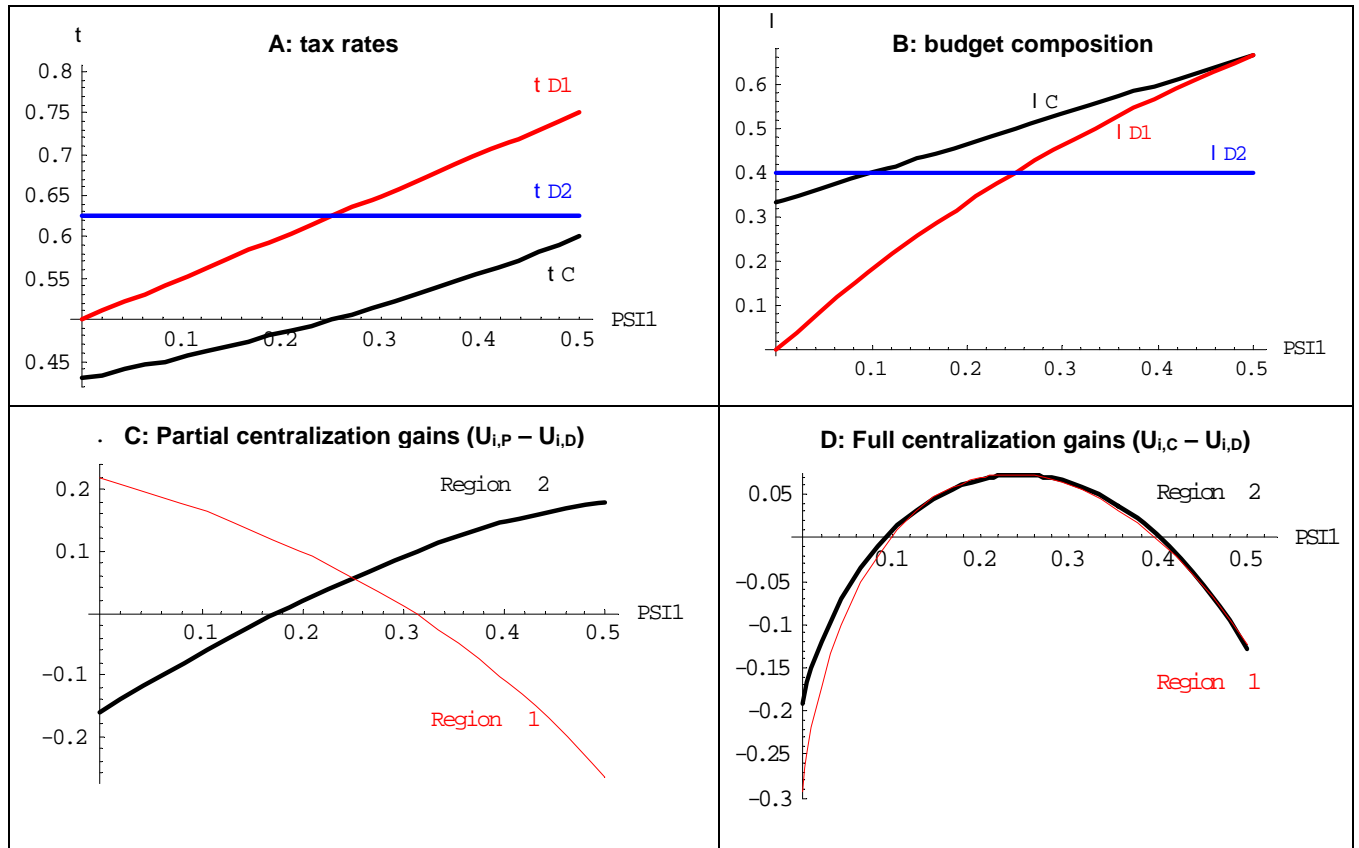 t
A: tax rates
0.8
0.75
0.7
0.65
0.6
0.55
0.45
t D1
t D2
t C
0.1 0.2 0.3 0.4 0.5
PSI1
l
B: budget composition
0.6
0.5
0.4
0.3
0.2
0.1
l C
l D1
l D2
0.1 0.2 0.3 0.4 0.5
PSI1
C: Partial centralization gains (Ui,P – Ui,D)
0.2
0.1
-0.1
-0.2
Region 2
Region 1
0.1 0.2 0.3 0.4 0.5
PSI1
D: Full centralization gains (Ui,C – Ui,D)
0.05
-0.05
-0.1
-0.15
-0.2
-0.25
-0.3
Region 2
Region 1
0.1 0.2 0.3 0.4 0.5
PSI1